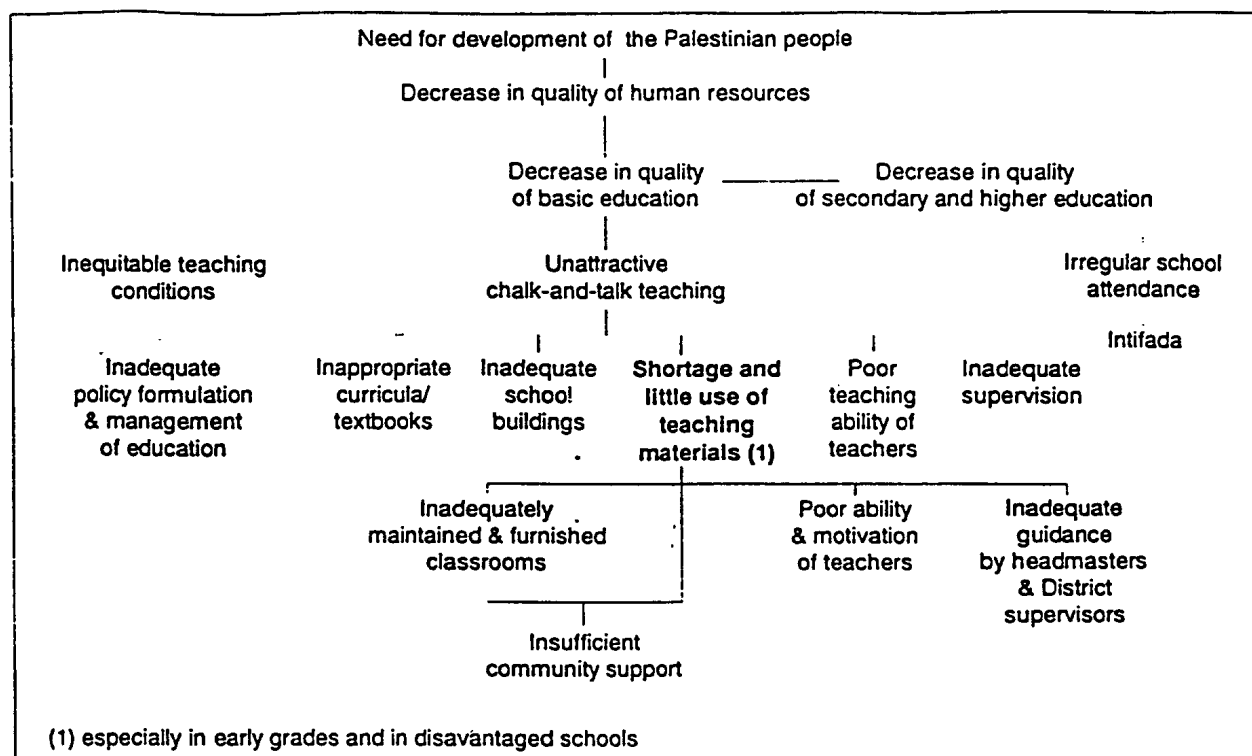 Need for development of the Palestinian people
Decrease in quality of human resources
Decrease in quality
of basic education
Decrease in quality
of secondary and higher education
Inequitable teaching
conditions
Unattractive
chalk-and-talk teaching
Irregular school
attendance
Intifada
Inadequate
policy formulation
& management
of education
Inappropriate
curricula/
textbooks
Inadequate
school
buildings
Shortage and
little use of
teaching
materials (1)
Poor
teaching
ability of
teachers
Inadequate
supervision
Inadequately
maintained & furnished
classrooms
Poor ability
& motivation
of teachers
Inadequate
guidance
by headmasters
& District
supervisors
Insufficient
community support
(1) especially in early grades and in disavantaged schools